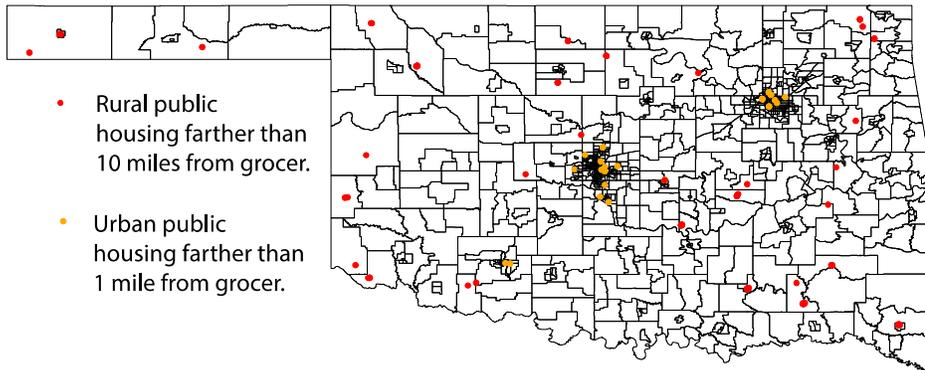 Rural public
housing farther than
10 miles from grocer.
Urban public
housing farther than
1 mile from grocer.